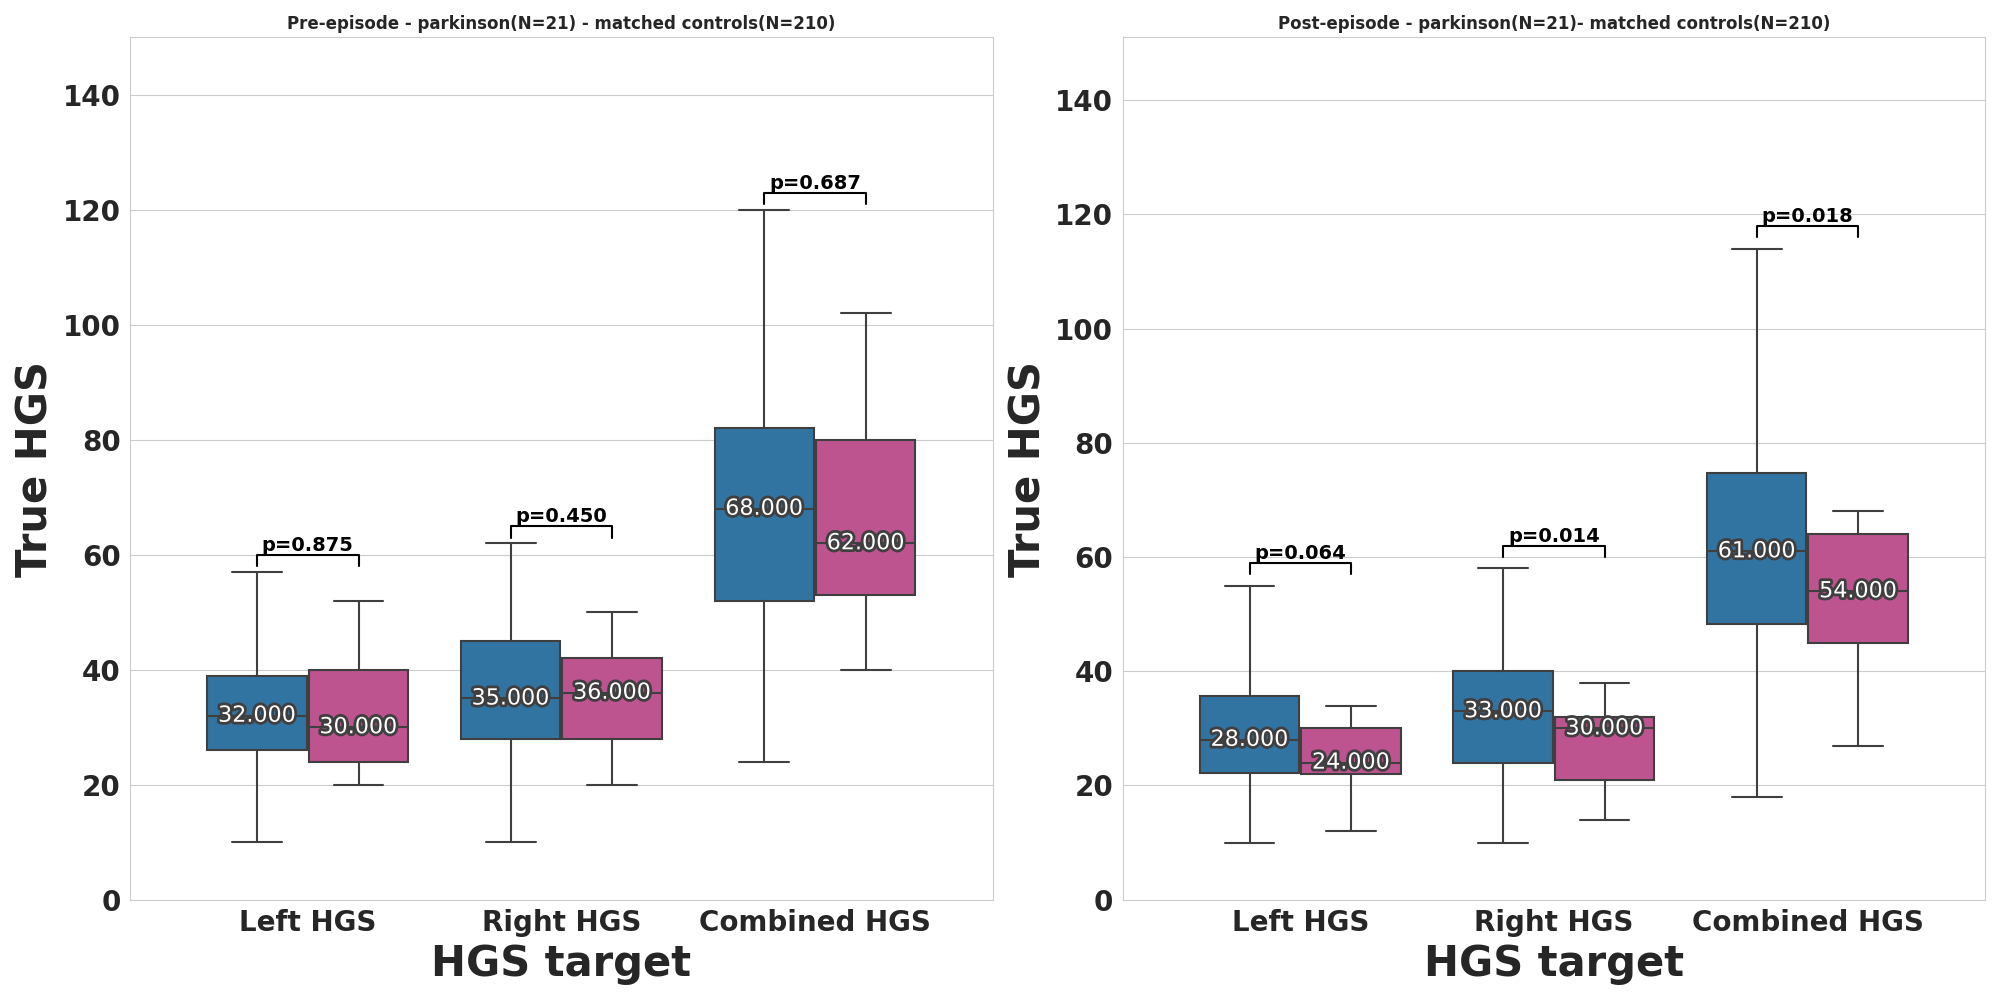 Pre-episode - parkinson(N=21) - matched controls(N=210)
True HGS
140
120
100
80
60
40
20
0
p=0.875
p=0.450
p=0.687
32.000
30.000
35.000
36.000
68.000
62.000
Left HGS
Right HGS
Combined HGS
HGS target
Post-episode - parkinson(N=21)- matched controls(N=210)
True HGS
140
120
100
80
60
40
20
0
p=0.064
p=0.014
p=0.018
28.000
24.000
33.000
30.000
61.000
54.000
Left HGS
Right HGS
Combined HGS
HGS target